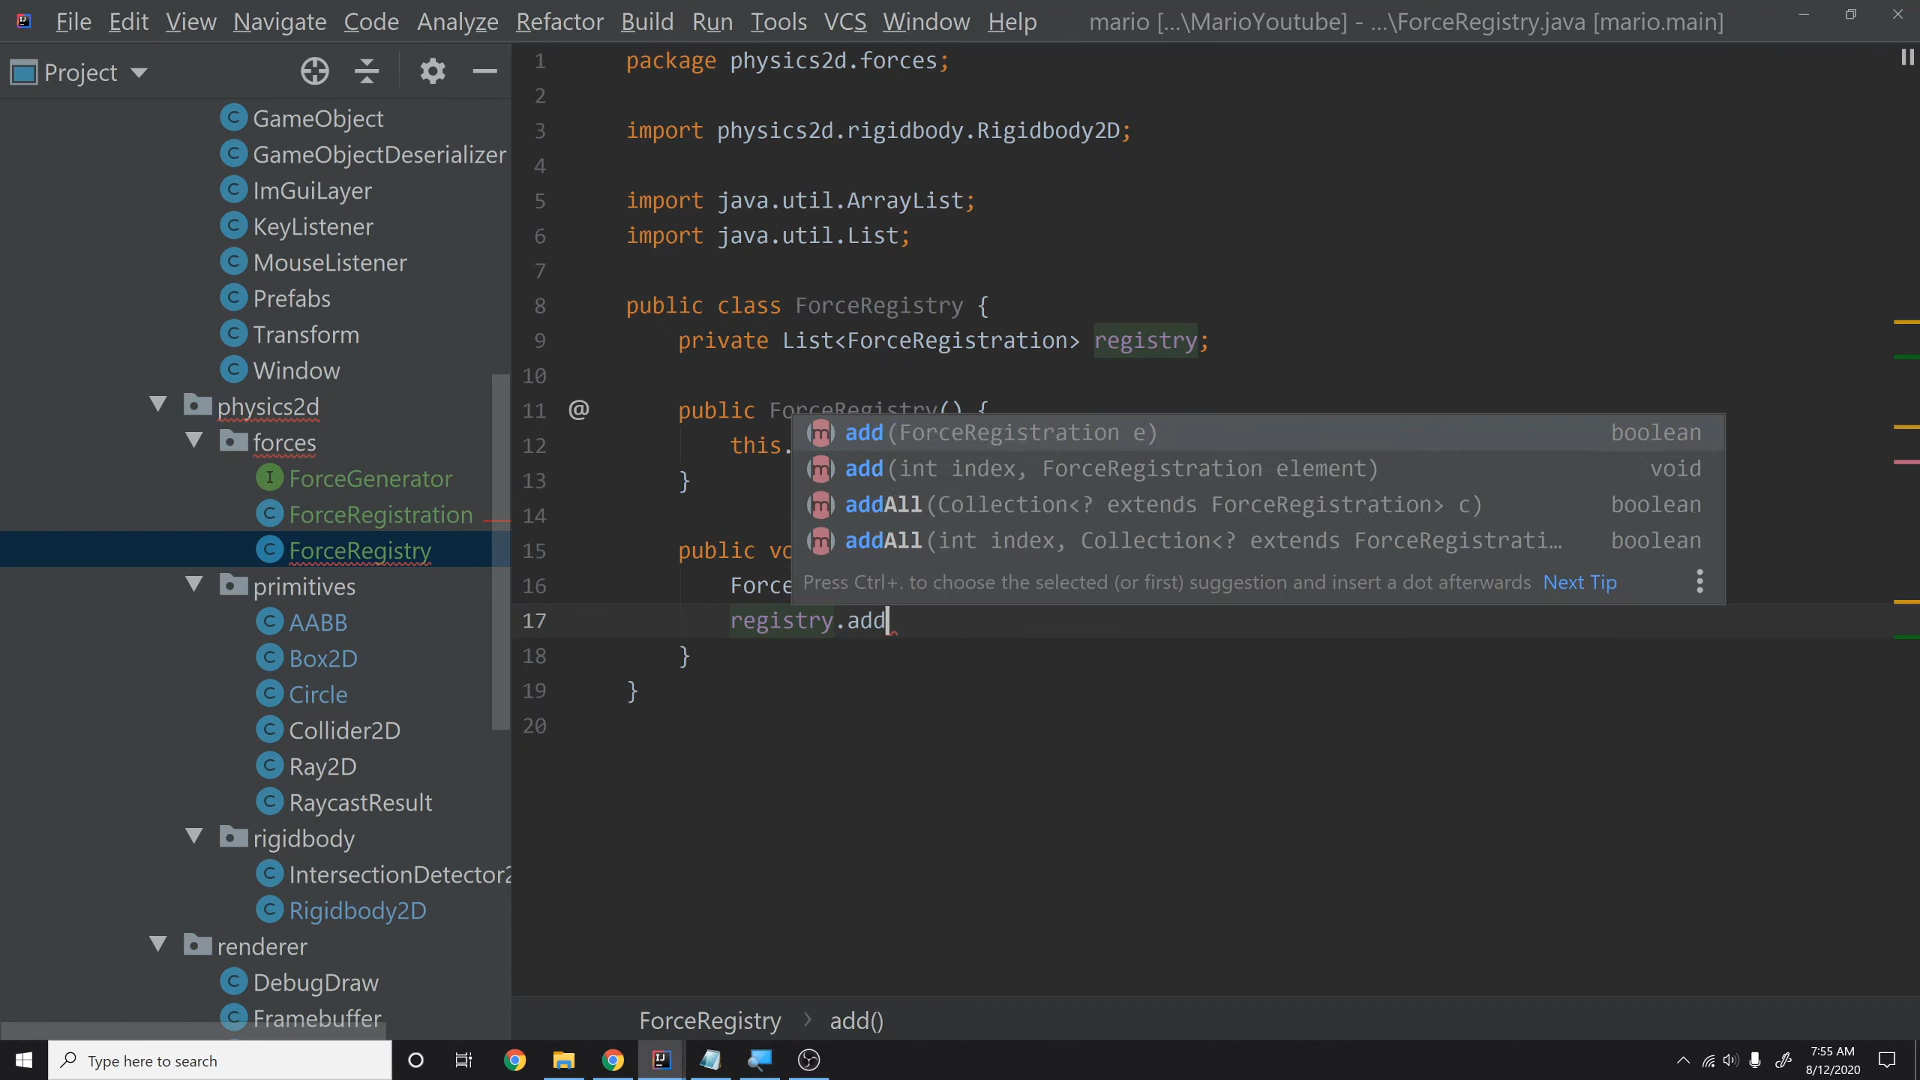 File Edit View Navigate Code Analyze Refactor Build Run Tools VCS Window Help mario [...\MarioYoutube] - ...\ForceRegistry.java [mario.main]
Project
GameObject
GameObjectDeserializer
ImGuiLayer
KeyListener
MouseListener
Prefabs
Transform
Window
physics2d
forces
ForceGenerator
ForceRegistration
ForceRegistry
primitives
AABB
Box2D
Circle
Collider2D
Ray2D
RaycastResult
rigidbody
IntersectionDetector2
Rigidbody2D
renderer
DebugDraw
Framebuffer
1 package physics2d.forces;
2
3 import physics2d.rigidbody.Rigidbody2D;
4
5 import java.util.ArrayList;
6 import java.util.List;
7
8 public class ForceRegistry {
9 private List<ForceRegistration> registry;
10
11 @ public ForceRegistry() {
12 this.
13 }
14
15 public vo
16 Force
17 registry.add
18 }
19 }
20
add(ForceRegistration e) boolean
add(int index, ForceRegistration element) void
addAll(Collection<? extends ForceRegistration> c) boolean
addAll(int index, Collection<? extends ForceRegistrati... boolean
Press Ctrl+. to choose the selected (or first) suggestion and insert a dot afterwards Next Tip
ForceRegistry > add()
Type here to search
7:55 AM
8/12/2020